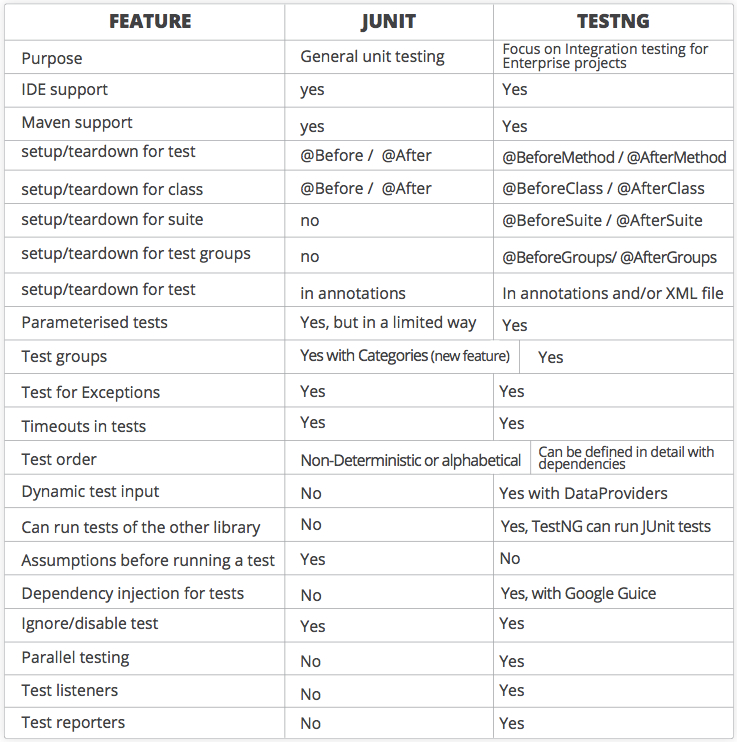 FEATURE JUNIT TESTNG
Purpose General unit testing Focus on Integration testing for
Enterprise projects
IDE support yes Yes
Maven support yes Yes
setup/teardown for test @Before / @After @BeforeMethod / @AfterMethod
setup/teardown for class @Before / @After @BeforeClass / @AfterClass
setup/teardown for suite no @BeforeSuite / @AfterSuite
setup/teardown for test groups no @BeforeGroups/ @AfterGroups
setup/teardown for test in annotations In annotations and/or XML file
Parameterised tests Yes, but in a limited way Yes
Test groups Yes with Categories (new feature) Yes
Test for Exceptions Yes Yes
Timeouts in tests Yes Yes
Test order Non-Deterministic or alphabetical Can be defined in detail with
dependencies
Dynamic test input No Yes with DataProviders
Can run tests of the other library No Yes, TestNG can run JUnit tests
Assumptions before running a test Yes No
Dependency injection for tests No Yes, with Google Guice
Ignore/disable test Yes Yes
Parallel testing No Yes
Test listeners No Yes
Test reporters No Yes